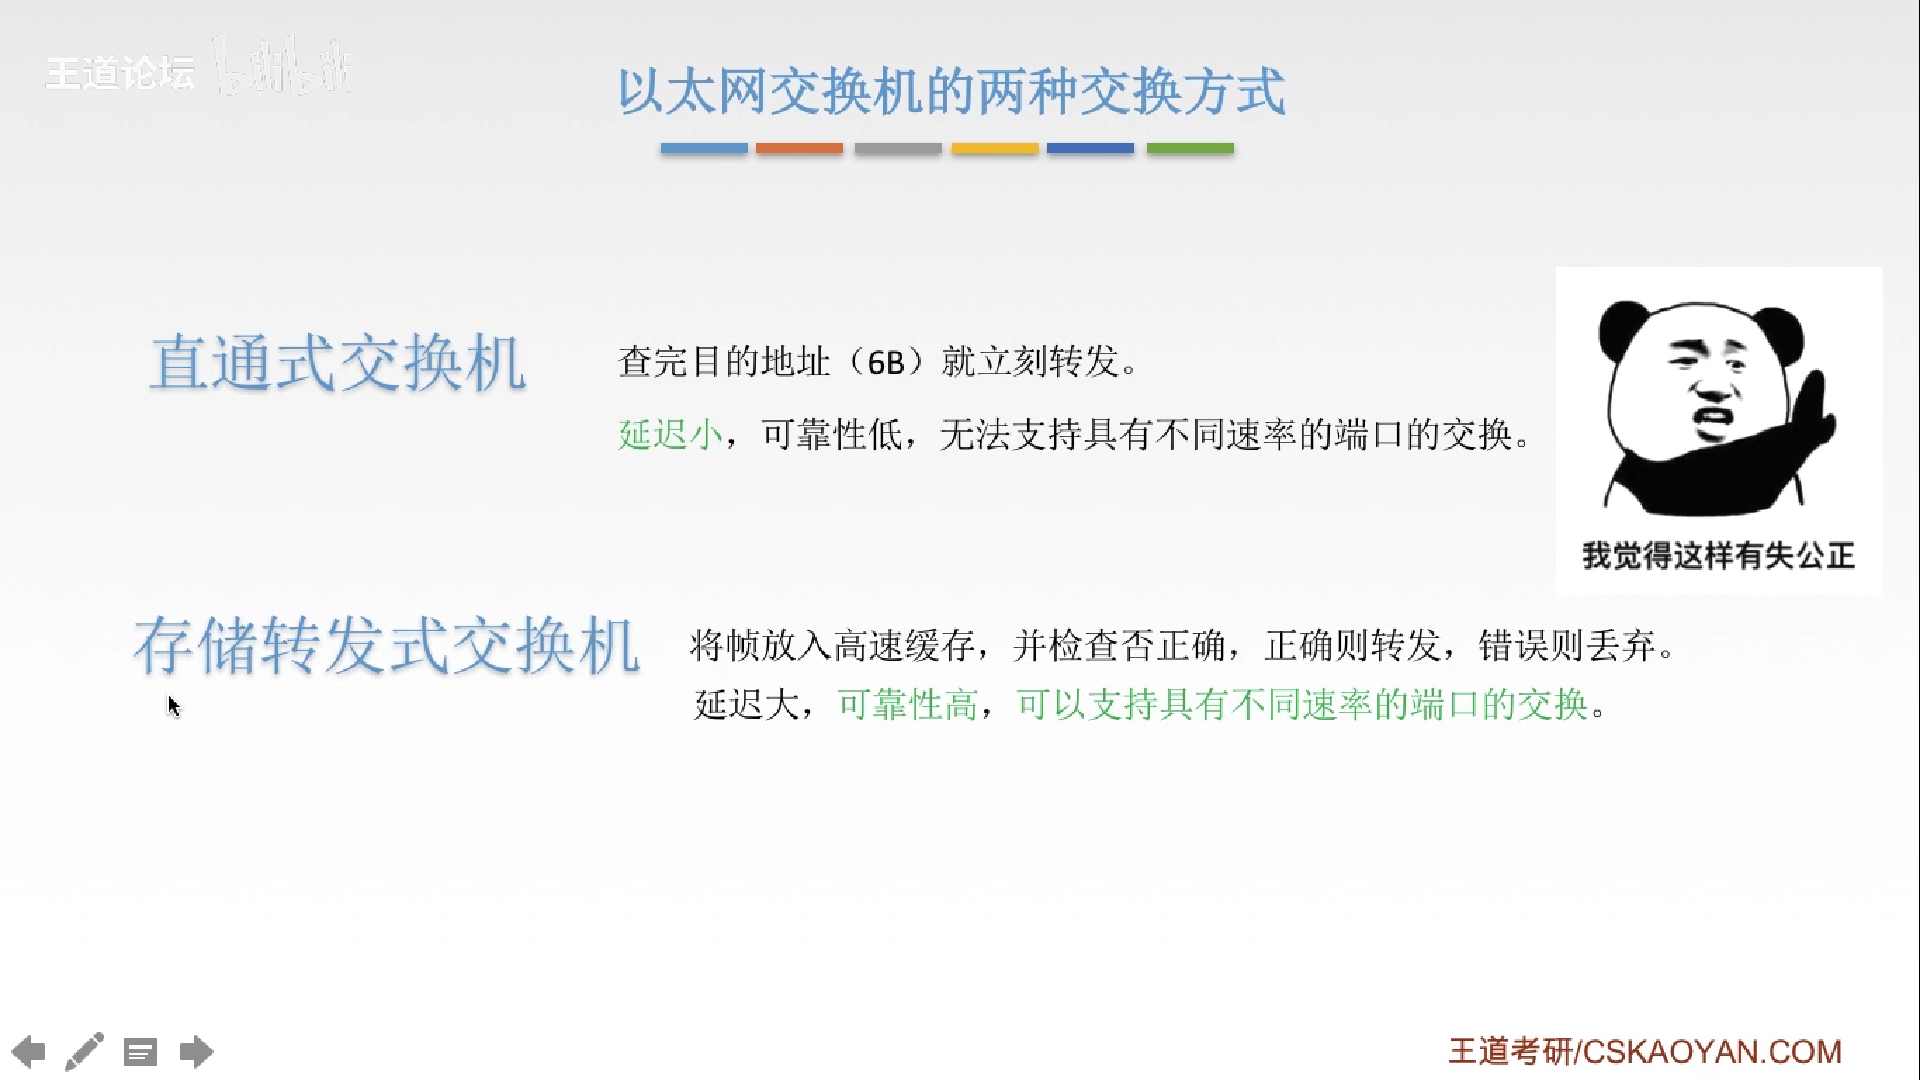 王道论坛 bilibili
以太网交换机的两种交换方式
直通式交换机
查完目的地址（6B）就立刻转发。
延迟小，可靠性低，无法支持具有不同速率的端口的交换。
我觉得这样有失公正
存储转发式交换机
将帧放入高速缓存，并检查否正确，正确则转发，错误则丢弃。
延迟大，可靠性高，可以支持具有不同速率的端口的交换。
王道考研/CSKAOYAN.COM